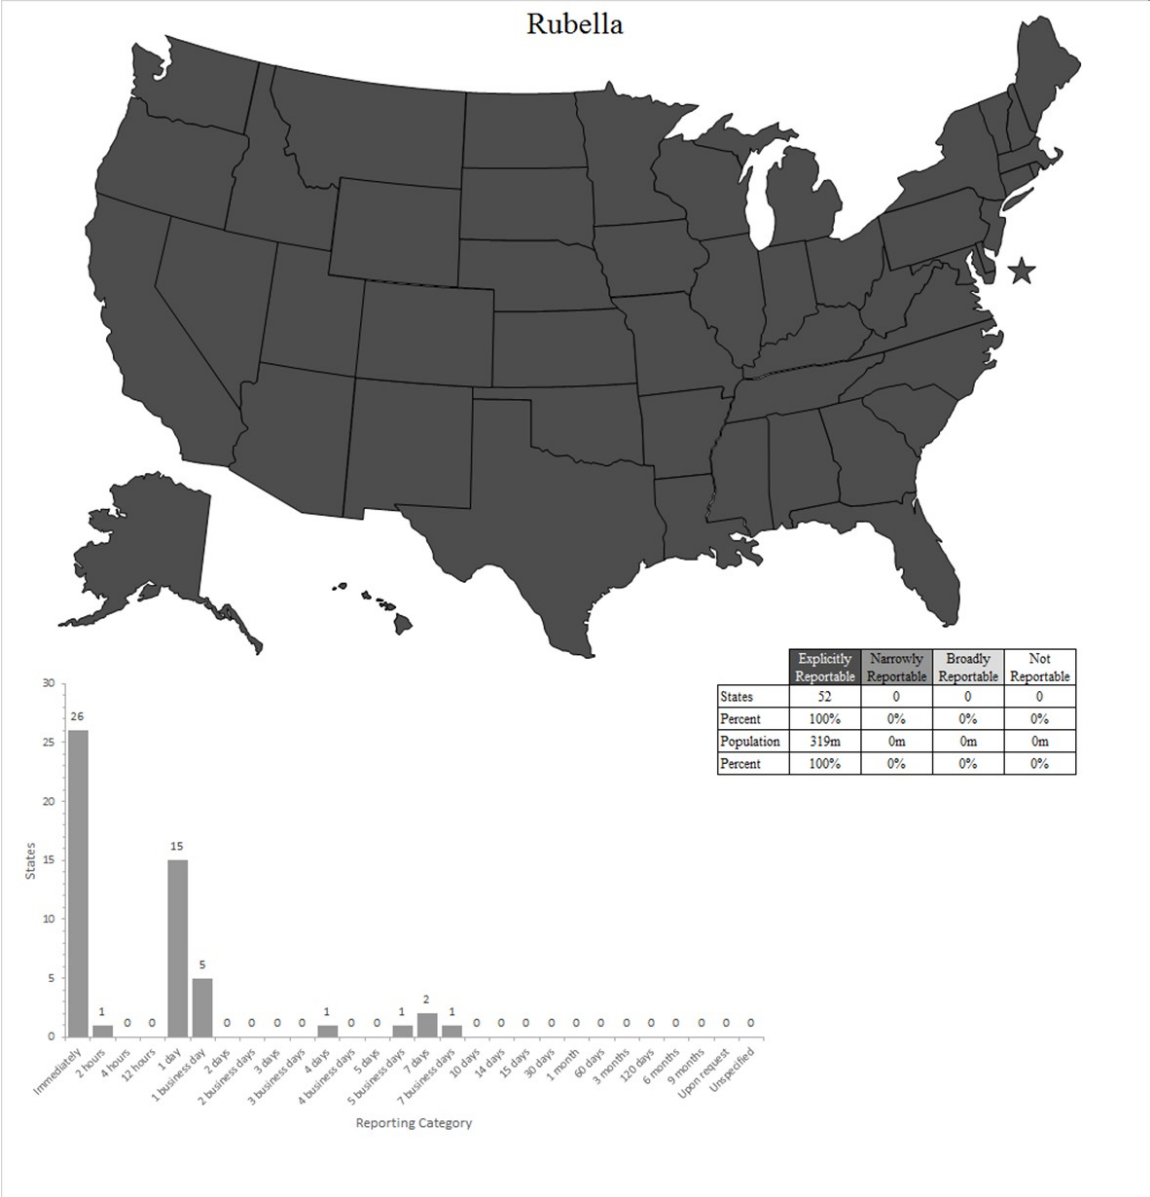 Rubella
Explicitly Reportable Narrowly Reportable Broadly Reportable Not Reportable
States 52 0 0 0
Percent 100% 0% 0% 0%
Population 319m 0m 0m 0m
Percent 100% 0% 0% 0%
States
30
25
20
15
10
5
0
26 1 0 0 15 5 0 0 0 0 1 0 0 1 2 1 0 0 0 0 0 0 0 0 0 0 0 0
Immediately
2 hours
4 hours
12 hours
1 day
1 business day
2 days
2 business days
3 days
3 business days
4 days
4 business days
5 days
5 business days
7 days
7 business days
10 days
14 days
15 days
30 days
1 month
60 days
3 months
120 days
6 months
9 months
Upon request
Unspecified
Reporting Category